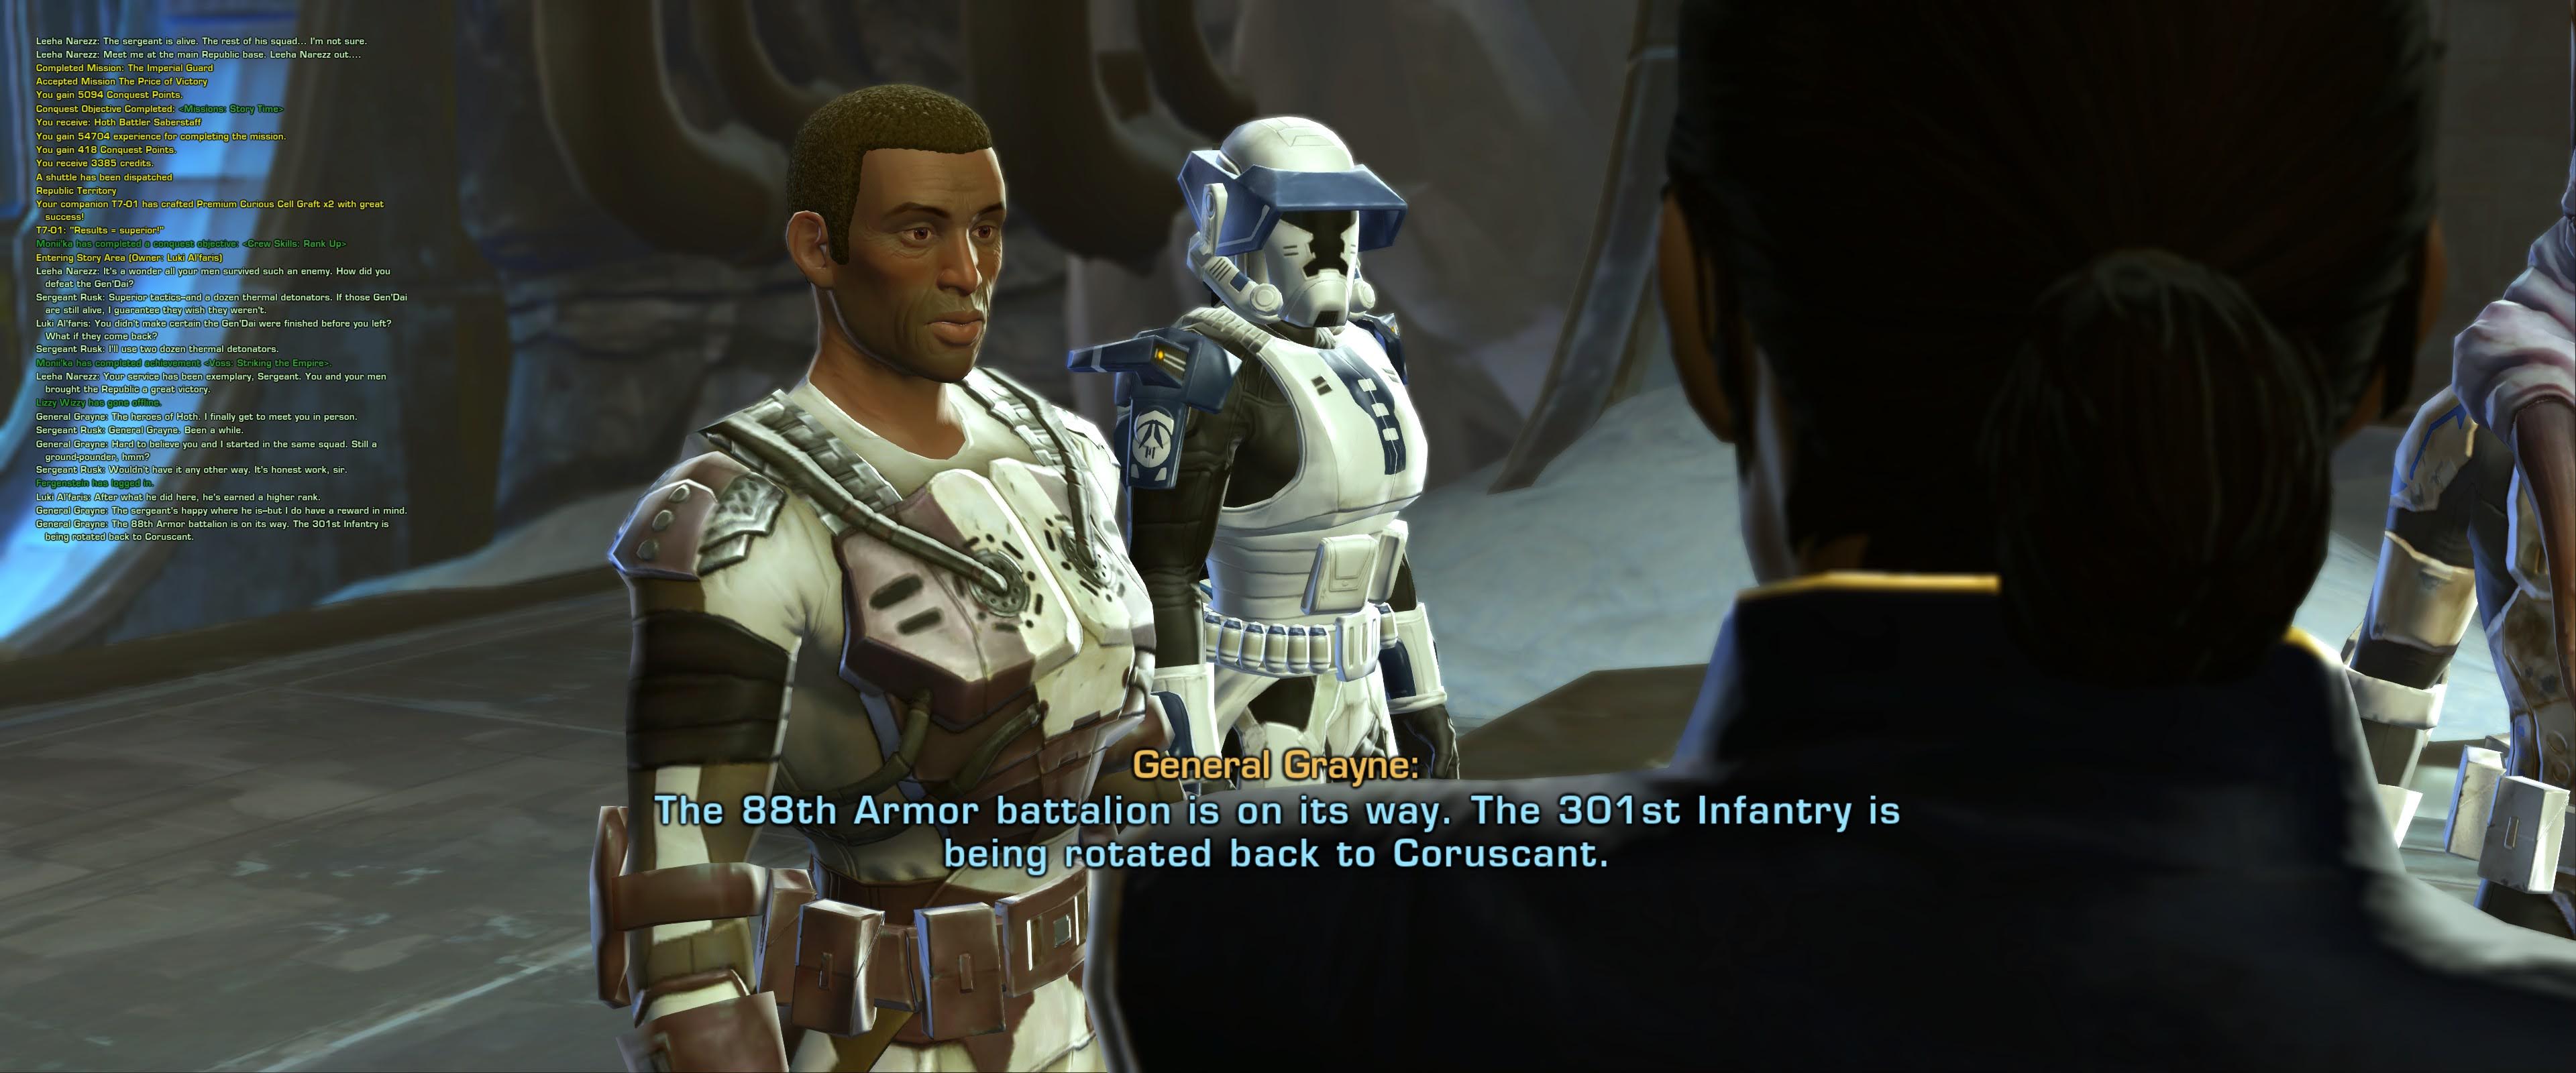 Leeha Narezz: The sergeant is alive. The rest of his squad... I'm not sure.
Leeha Narezz: Meet me at the main Republic base. Leeha Narezz out....
Completed Mission: The Imperial Guard
Accepted Mission The Price of Victory
You gain 5094 Conquest Points.
Conquest Objective Completed: <Missions: Story Time>
You receive: Hoth Battler Saberstaff
You gain 54704 experience for completing the mission.
You gain 418 Conquest Points.
You receive 3385 credits.
A shuttle has been dispatched
Republic Territory
Your companion T7-01 has crafted Premium Curious Cell Graft x2 with great
success!
T7-01: "Results = superior!"
Monii'ka has completed a conquest objective: <Crew Skills: Rank Up>
Entering Story Area (Owner: Luki Al'faris)
Leeha Narezz: It's a wonder all your men survived such an enemy. How did you
defeat the Gen'Dai?
Sergeant Rusk: Superior tactics–and a dozen thermal detonators. If those Gen'Dai
are still alive, I guarantee they wish they weren't.
Luki Al'faris: You didn't make certain the Gen'Dai were finished before you left?
What if they come back?
Sergeant Rusk: I'll use two dozen thermal detonators.
Monii'ka has completed achievement <Voss: Striking the Empire>
Leeha Narezz: Your service has been exemplary, Sergeant. You and your men
brought the Republic a great victory.
Lizzy Wizzy has gone offline.
General Grayne: The heroes of Hoth. I finally get to meet you in person.
Sergeant Rusk: General Grayne. Been a while.
General Grayne: Hard to believe you and I started in the same squad. Still a
ground-pounder, hmm?
Sergeant Rusk: Wouldn't have it any other way. It's honest work, sir.
Fergenstein has logged in.
Luki Al'faris: After what he did here, he's earned a higher rank.
General Grayne: The sergeant's happy where he is–but I do have a reward in mind.
General Grayne: The 88th Armor battalion is on its way. The 301st Infantry is
being rotated back to Coruscant.
General Grayne:
The 88th Armor battalion is on its way. The 301st Infantry is
being rotated back to Coruscant.